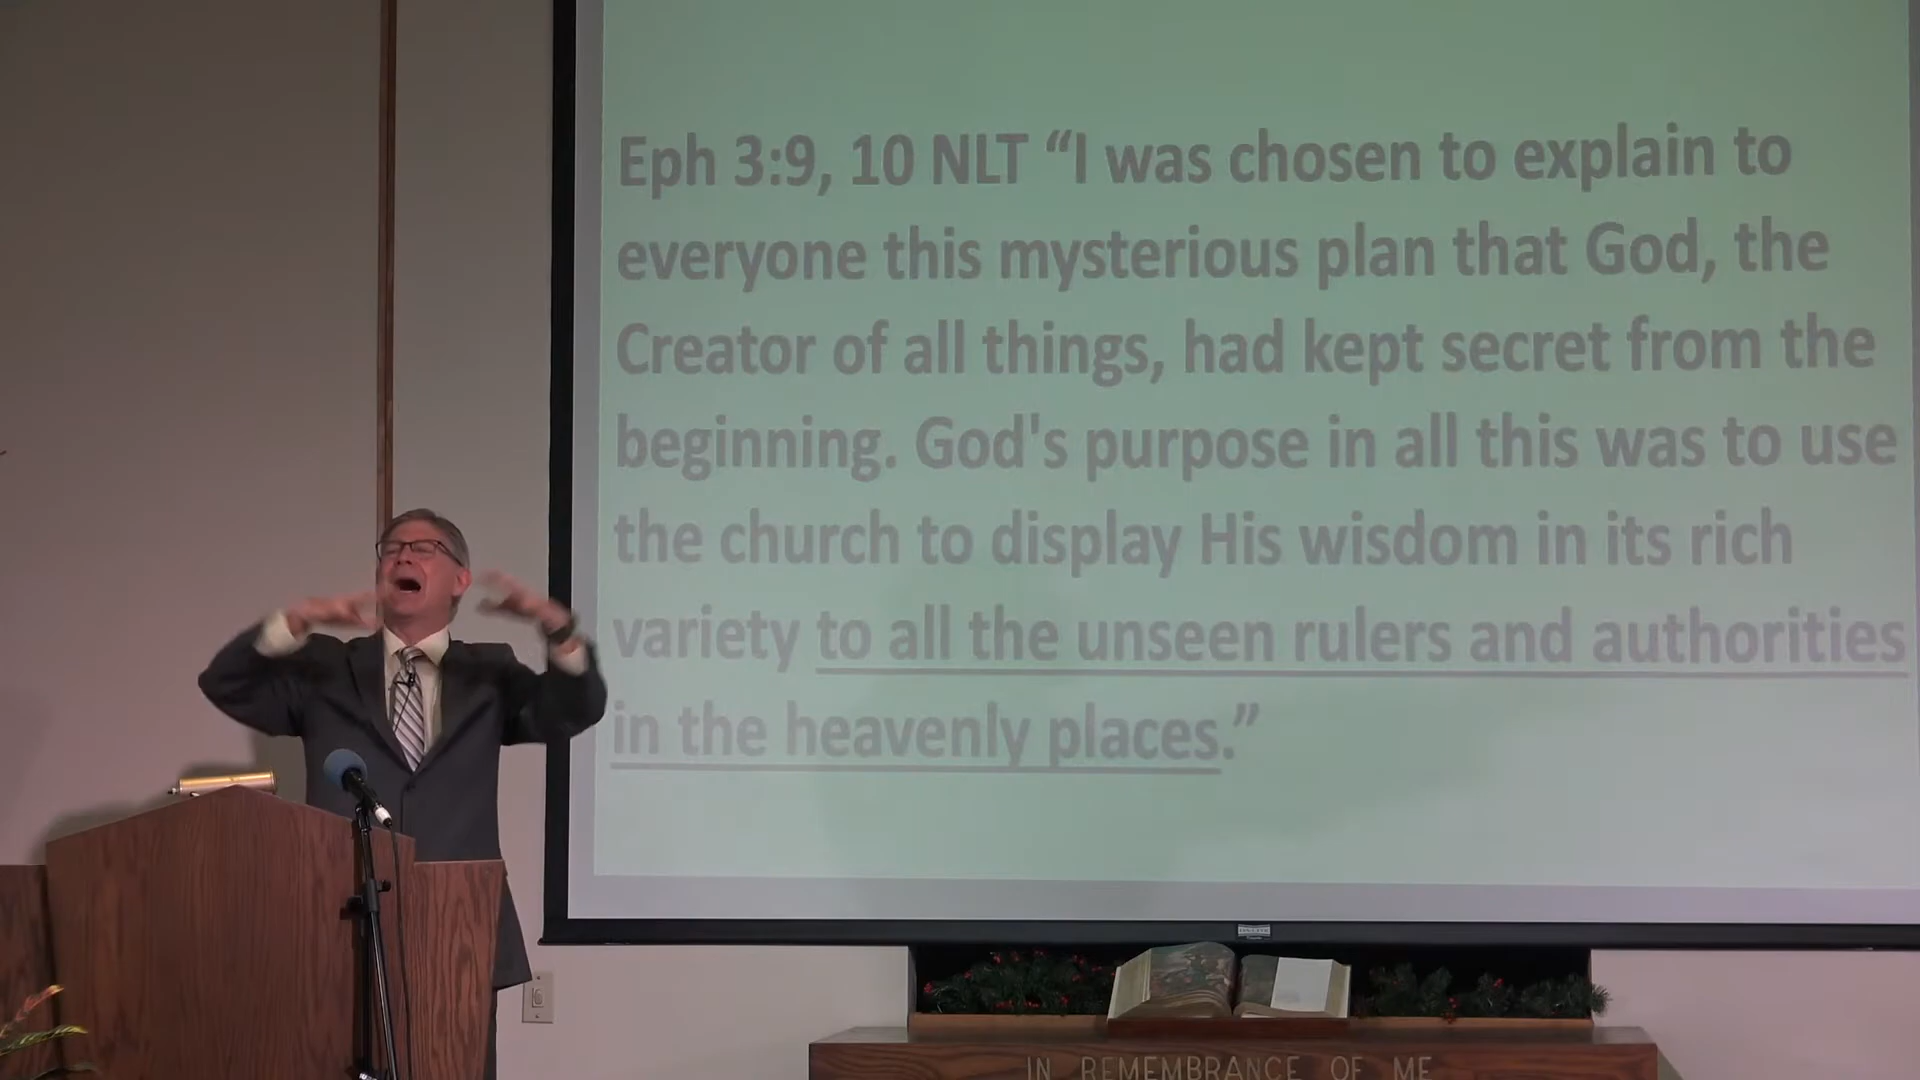 Eph 3:9, 10 NLT “I was chosen to explain to
everyone this mysterious plan that God, the
Creator of all things, had kept secret from the
beginning. God's purpose in all this was to use
the church to display His wisdom in its rich
variety to all the unseen rulers and authorities
in the heavenly places.”
IN REMEMBRANCE OF ME